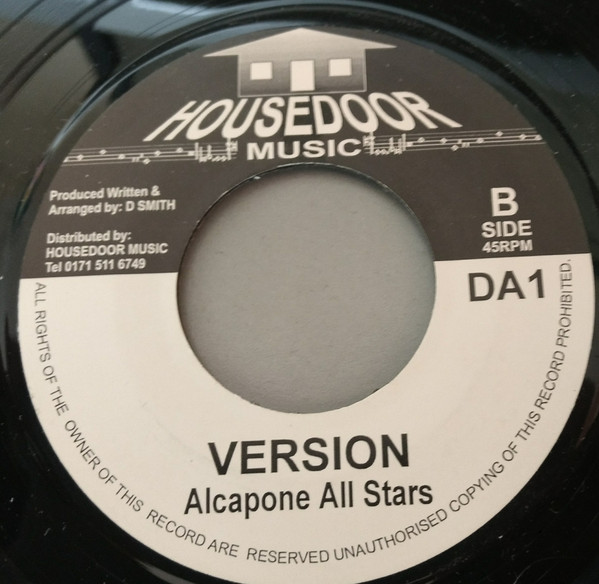 HOUSEDOOR
MUSIC
Produced Written &
Arranged by: D SMITH
Distributed by:
HOUSEDOOR MUSIC
Tel 0171 511 6749
B
SIDE
45RPM
DA1
VERSION
Alcapone All Stars
ALL RIGHTS OF THE OWNER OF THIS RECORD ARE RESERVED UNAUTHORISED COPYING OF THIS RECORD PROHIBITED.